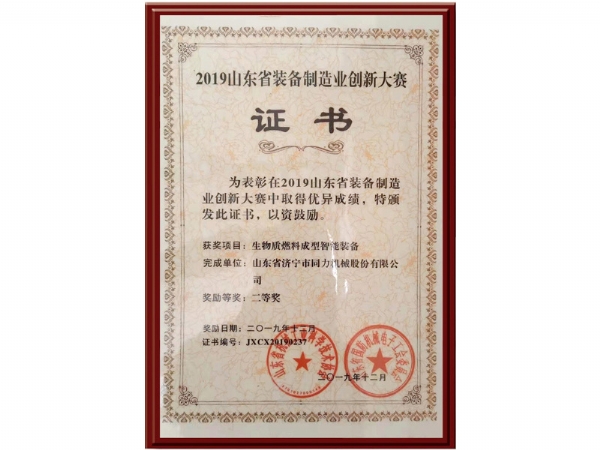 2019山东省装备制造业创新大赛
证书
为表彰在2019山东省装备制造
业创新大赛中取得优异成绩，特颁
发此证书，以资鼓励。
获奖项目：生物质燃料成型智能装备
完成单位：山东省济宁市同力机械股份有限公
司
奖励等奖：二等奖
奖励日期：二〇一九年十二月
证书编号：JXCX20190237
二〇一九年十二月